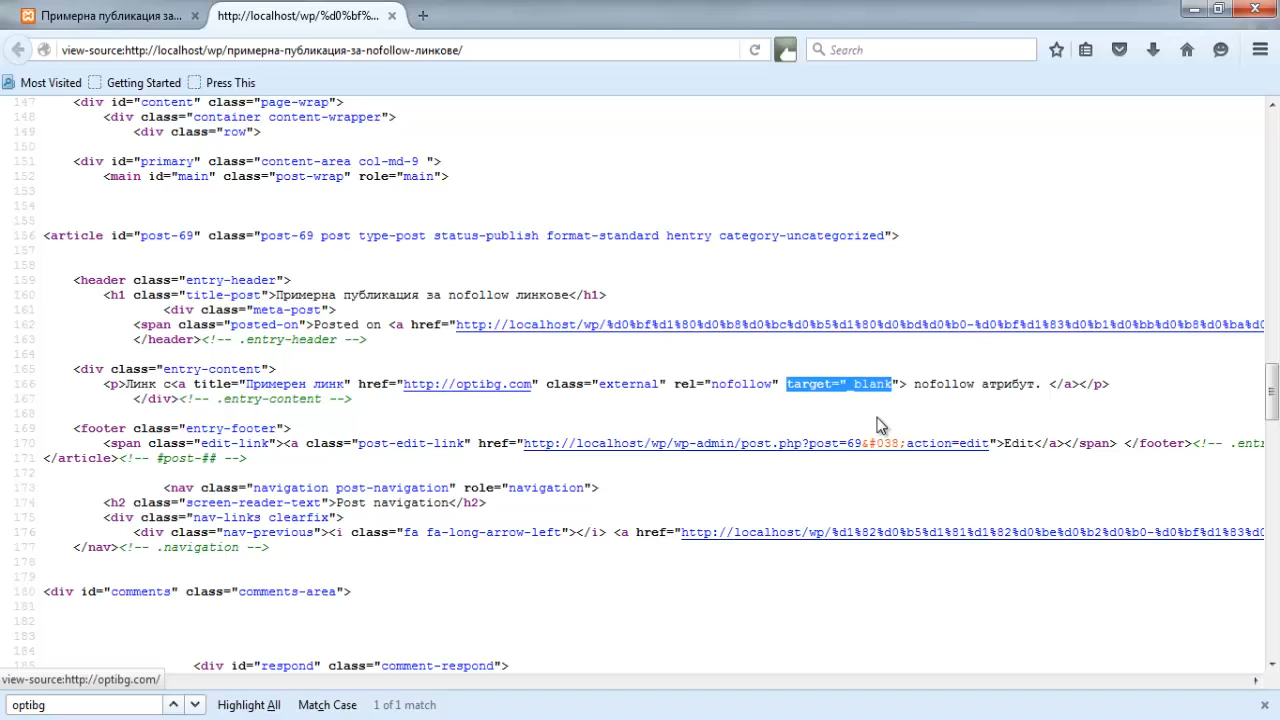 Примерна публикация за...
http://localhost/wp/%d0%bf%...
view-source:http://localhost/wp/примерна-публикация-за-nofollow-линкове/
Search
Most Visited
Getting Started
Press This
147 <div id="content" class="page-wrap">
148 <div class="container content-wrapper">
149 <div class="row">
150
151 <div id="primary" class="content-area col-md-9 ">
152 <main id="main" class="post-wrap" role="main">
153
154
155
156 <article id="post-69" class="post-69 post type-post status-publish format-standard hentry category-uncategorized">
157
158
159 <header class="entry-header">
160 <h1 class="title-post">Примерна публикация за nofollow линкове</h1>
161 <div class="meta-post">
162 <span class="posted-on">Posted on <a href="http://localhost/wp/%d0%bf%d1%80%d0%b8%d0%bc%d0%b5%d1%80%d0%bd%d0%b0-%d0%bf%d1%83%d0%b1%d0%bb%d0%b8%d0%ba%d0
163 </header><!-- .entry-header -->
164
165 <div class="entry-content">
166 <p>Линк с<a title="Примерен линк" href="http://optibg.com" class="external" rel="nofollow" target="_blank"> nofollow атрибут. </a></p>
167 </div><!-- .entry-content -->
168
169 <footer class="entry-footer">
170 <span class="edit-link"><a class="post-edit-link" href="http://localhost/wp/wp-admin/post.php?post=69&#038;action=edit">Edit</a></span> </footer><!-- .entr
171 </article><!-- #post-## -->
172
173 <nav class="navigation post-navigation" role="navigation">
174 <h2 class="screen-reader-text">Post navigation</h2>
175 <div class="nav-links clearfix">
176 <div class="nav-previous"><i class="fa fa-long-arrow-left"></i> <a href="http://localhost/wp/%d1%82%d0%b5%d1%81%d1%82%d0%be%d0%b2%d0%b0-%d0%bf%d1%83%d0
177 </nav><!-- .navigation -->
178
179
180 <div id="comments" class="comments-area">
181
182
183
184
185 <div id="respond" class="comment-respond">
view-source:http://optibg.com/
optibg
Highlight All
Match Case
1 of 1 match